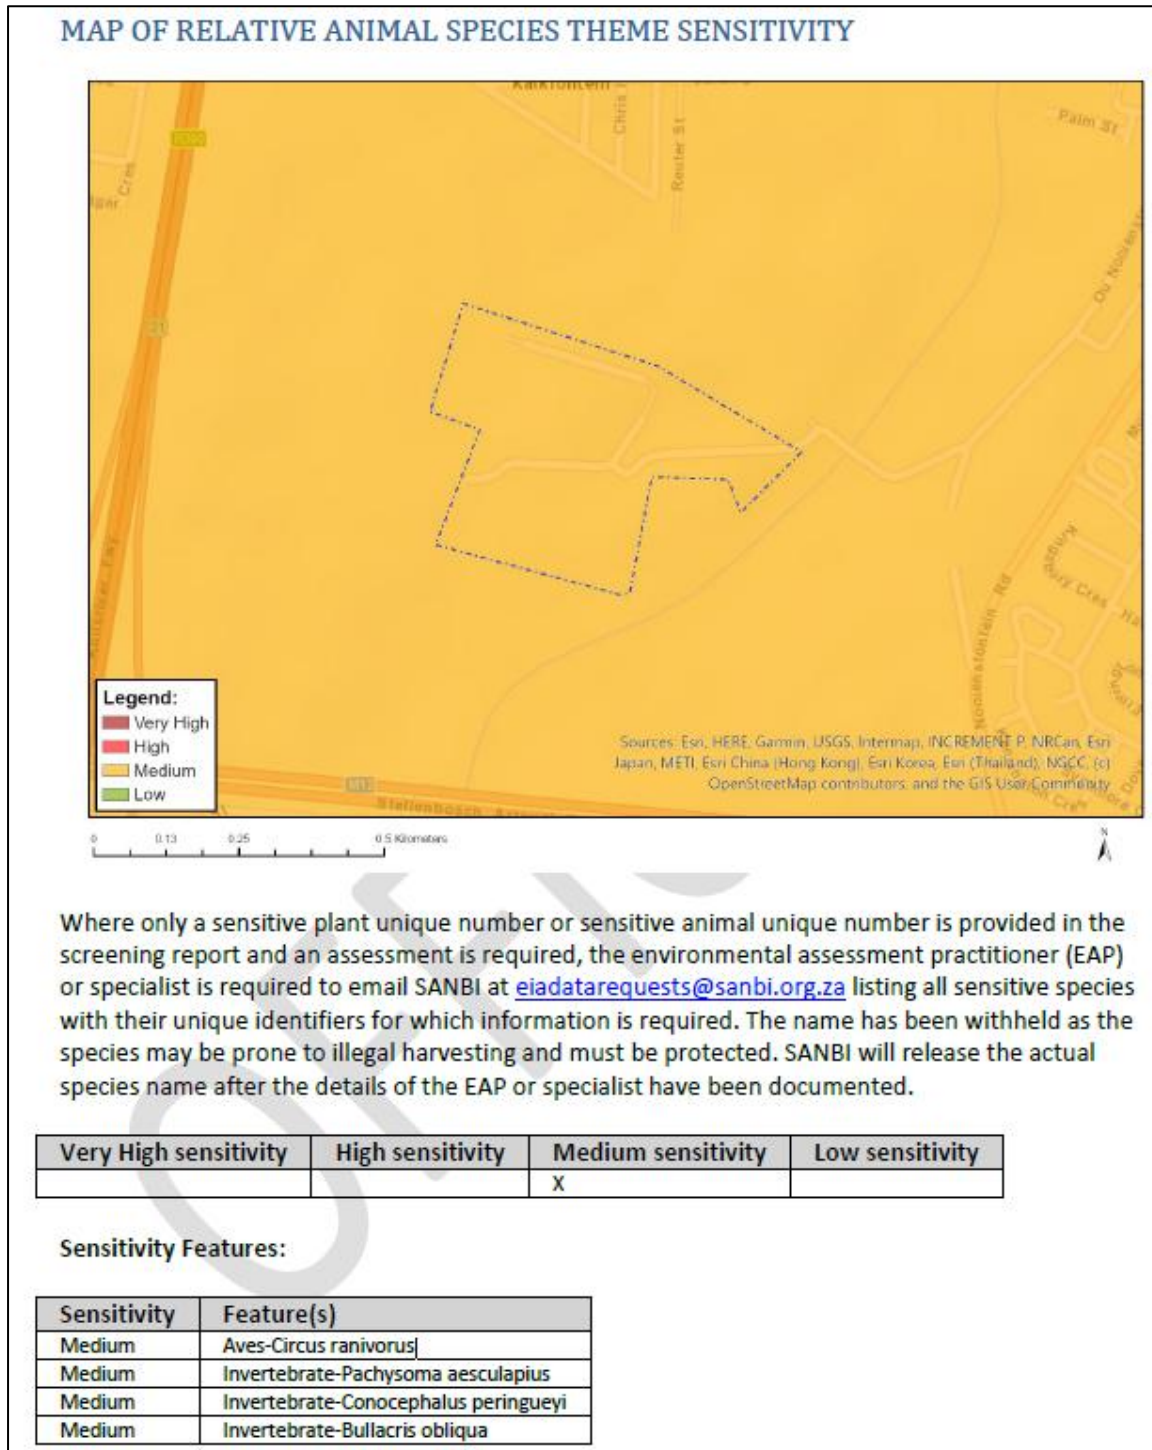 MAP OF RELATIVE ANIMAL SPECIES THEME SENSITIVITY
Kalkfontein
Chris
Reuter St
Palm St
Legend:
Very High
High
Medium
Low
Nooiensfontein Rd
M12
Stellenbosch
Sources: Esri, HERE, Garmin, USGS, Intermap, INCREMENT P, NRCan, Esri
Japan, METI, Esri China (Hong Kong), Esri Korea, Esri (Thailand), NGCC, (c)
OpenStreetMap contributors, and the GIS User Community
0 0.13 0.25 0.5 Kilometers
N
Where only a sensitive plant unique number or sensitive animal unique number is provided in the
screening report and an assessment is required, the environmental assessment practitioner (EAP)
or specialist is required to email SANBI at eiadatarequests@sanbi.org.za listing all sensitive species
with their unique identifiers for which information is required. The name has been withheld as the
species may be prone to illegal harvesting and must be protected. SANBI will release the actual
species name after the details of the EAP or specialist have been documented.
Very High sensitivity High sensitivity Medium sensitivity Low sensitivity
X
Sensitivity Features:
Sensitivity Feature(s)
Medium Aves-Circus ranivorus
Medium Invertebrate-Pachysoma aesculapius
Medium Invertebrate-Conocephalus peringueyi
Medium Invertebrate-Bullacris obliqua